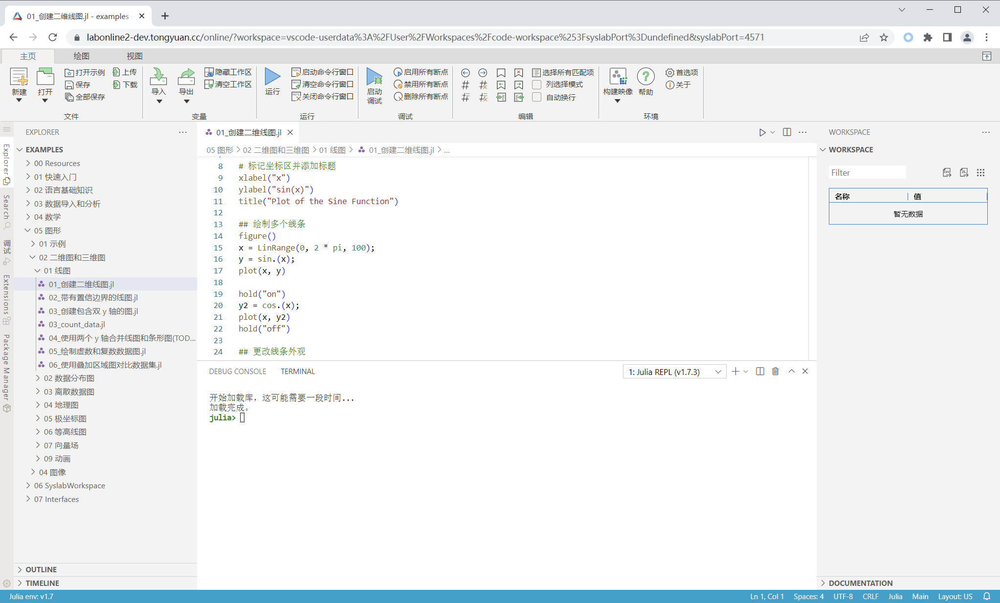 01_创建二维线图.jl - examples -
labonline2-dev.tongyuan.cc/online/?workspace=vscode-userdata%3A%2FUser%2FWorkspaces%2Fcode-workspace%253FsyslabPort%3Dundefined&syslabPort=4571
主页 绘图 视图
新建 打开 打开示例 保存 全部保存 上传 下载
文件
导入 导出 隐藏工作区 清空工作区
变量
运行 启动命令行窗口 清空命令行窗口 关闭命令行窗口
运行
启动调试 启用所有断点 禁用所有断点 删除所有断点
调试
选择所有匹配项 列选择模式 自动换行
编辑
构建映像 帮助 首选项 关于
环境
Explorer
Search
调试
Extensions
Package Manager
EXPLORER
EXAMPLES
00 Resources
01 快速入门
02 语言基础知识
03 数据导入和分析
04 数学
05 图形
01 示例
02 二维图和三维图
01 线图
01_创建二维线图.jl
02_带有置信边界的线图.jl
03_创建包含双 y 轴的图.jl
03_count_data.jl
04_使用两个 y 轴合并线图和条形图(TOD...
05_绘制虚数和复数数据图.jl
06_使用叠加区域图对比数据集.jl
02 数据分布图
03 离散数据图
04 地理图
05 极坐标图
06 等高线图
07 向量场
09 动画
04 图像
06 SyslabWorkspace
07 Interfaces
OUTLINE
TIMELINE
01_创建二维线图.jl
05 图形 > 02 二维图和三维图 > 01 线图 > 01_创建二维线图.jl > ...
8 # 标记坐标区并添加标题
9 xlabel("x")
10 ylabel("sin(x)")
11 title("Plot of the Sine Function")
12
13 ## 绘制多个线条
14 figure()
15 x = LinRange(0, 2 * pi, 100);
16 y = sin.(x);
17 plot(x, y)
18
19 hold("on")
20 y2 = cos.(x);
21 plot(x, y2)
22 hold("off")
23
24 ## 更改线条外观
DEBUG CONSOLE TERMINAL
1: Julia REPL (v1.7.3)
开始加载库，这可能需要一段时间...
加载完成。
julia>
WORKSPACE
WORKSPACE
Filter
名称 值
暂无数据
DOCUMENTATION
Julia env: v1.7
Ln 1, Col 1 Spaces: 4 UTF-8 CRLF Julia Main Layout: US